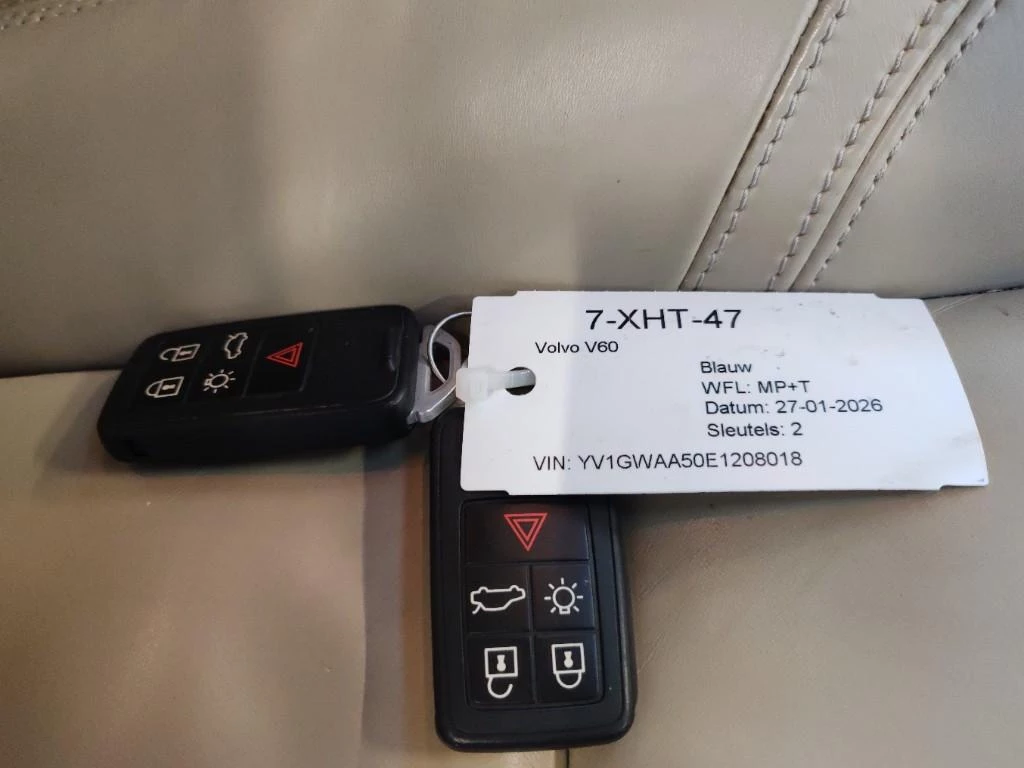 7-XHT-47
Volvo V60
Blauw
WFL: MP+T
Datum: 27-01-2026
Sleutels: 2
VIN: YV1GWAA50E1208018